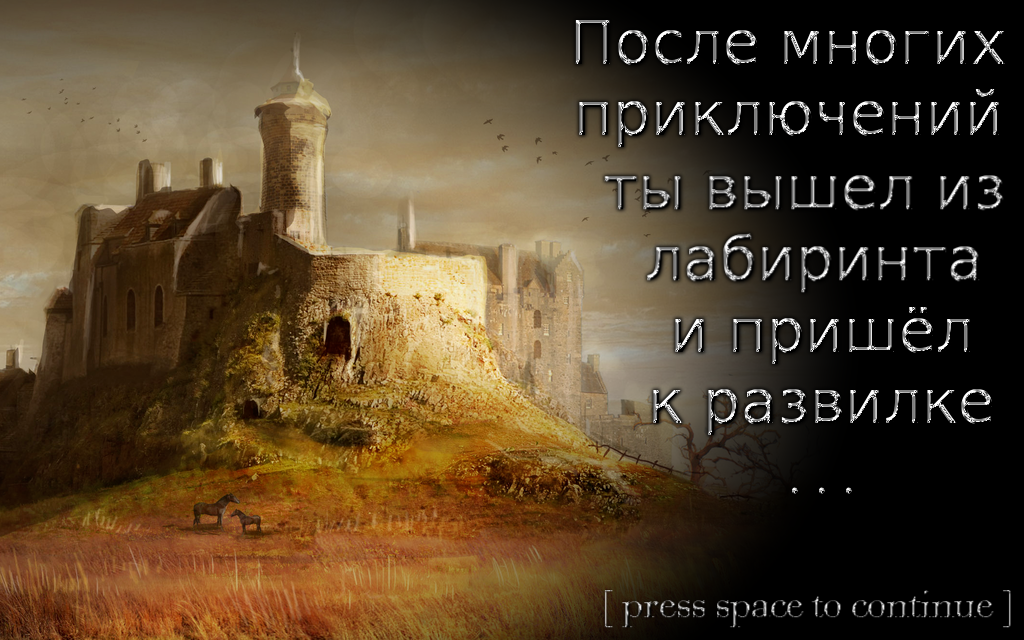 После многих
приключений
ты вышел из
лабиринта
и пришёл
к развилке
...
[ press space to continue ]